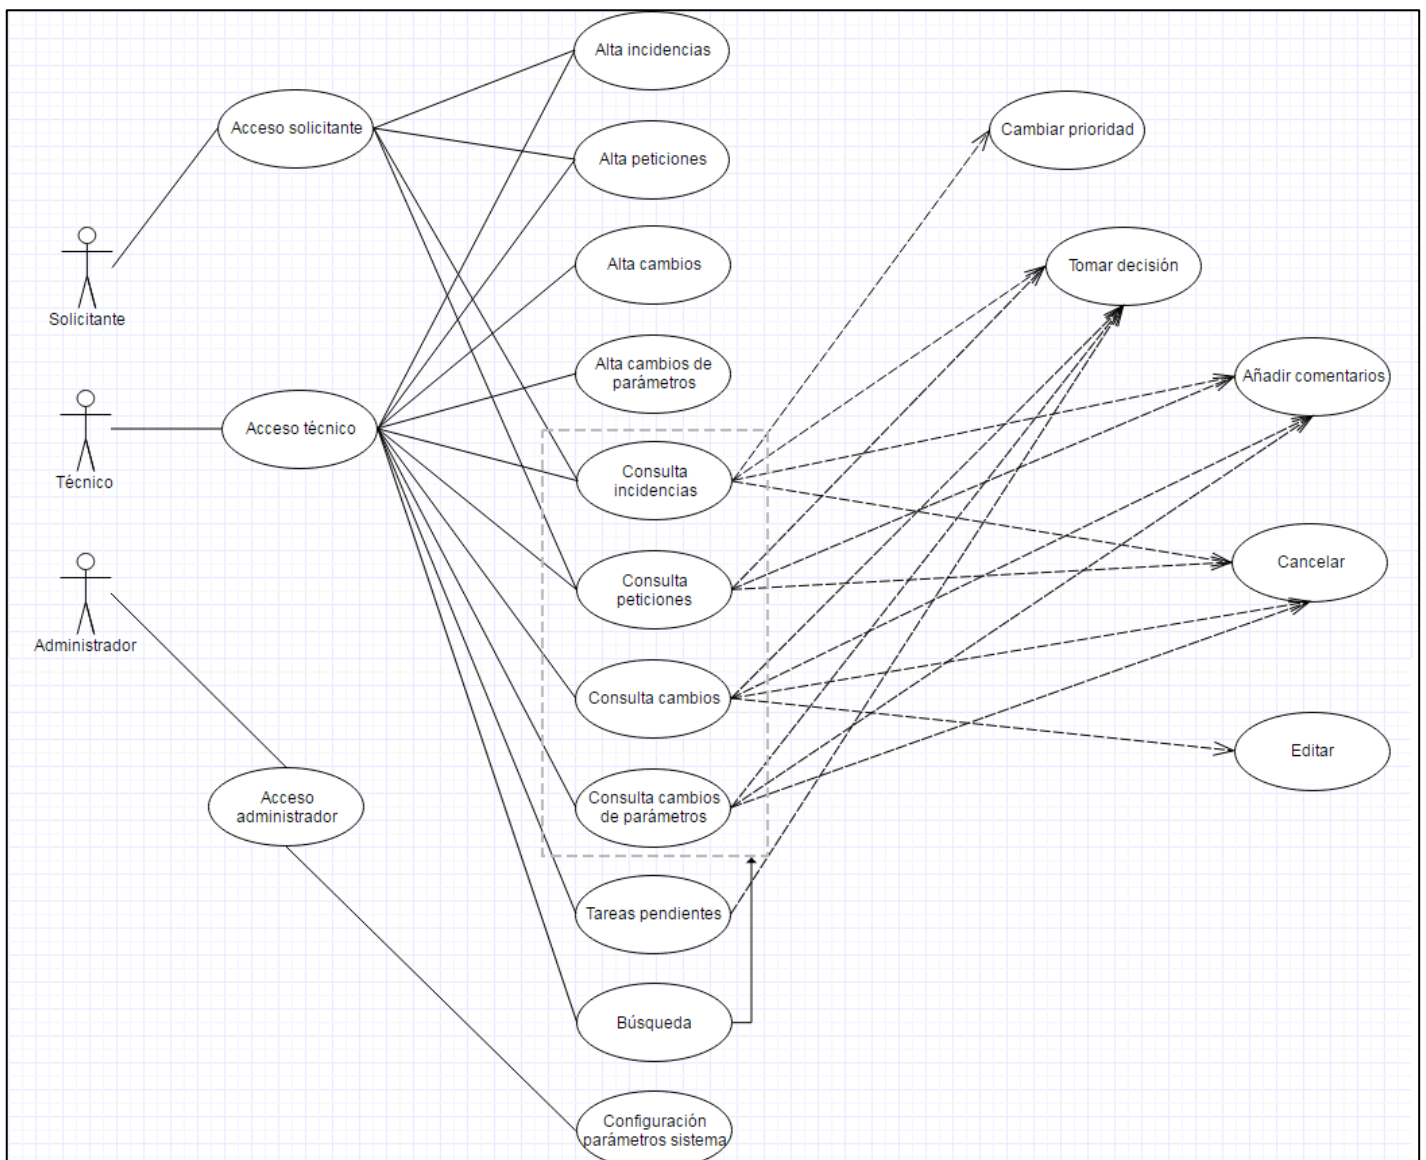 Alta incidencias
Acceso solicitante
Cambiar prioridad
Alta peticiones
Tomar decisión
Alta cambios
Solicitante
Alta cambios de
parámetros
Añadir comentarios
Acceso técnico
Técnico
Consulta
incidencias
Cancelar
Consulta
peticiones
Administrador
Consulta cambios
Editar
Acceso
administrador
Consulta cambios
de parámetros
Tareas pendientes
Búsqueda
Configuración
parámetros sistema